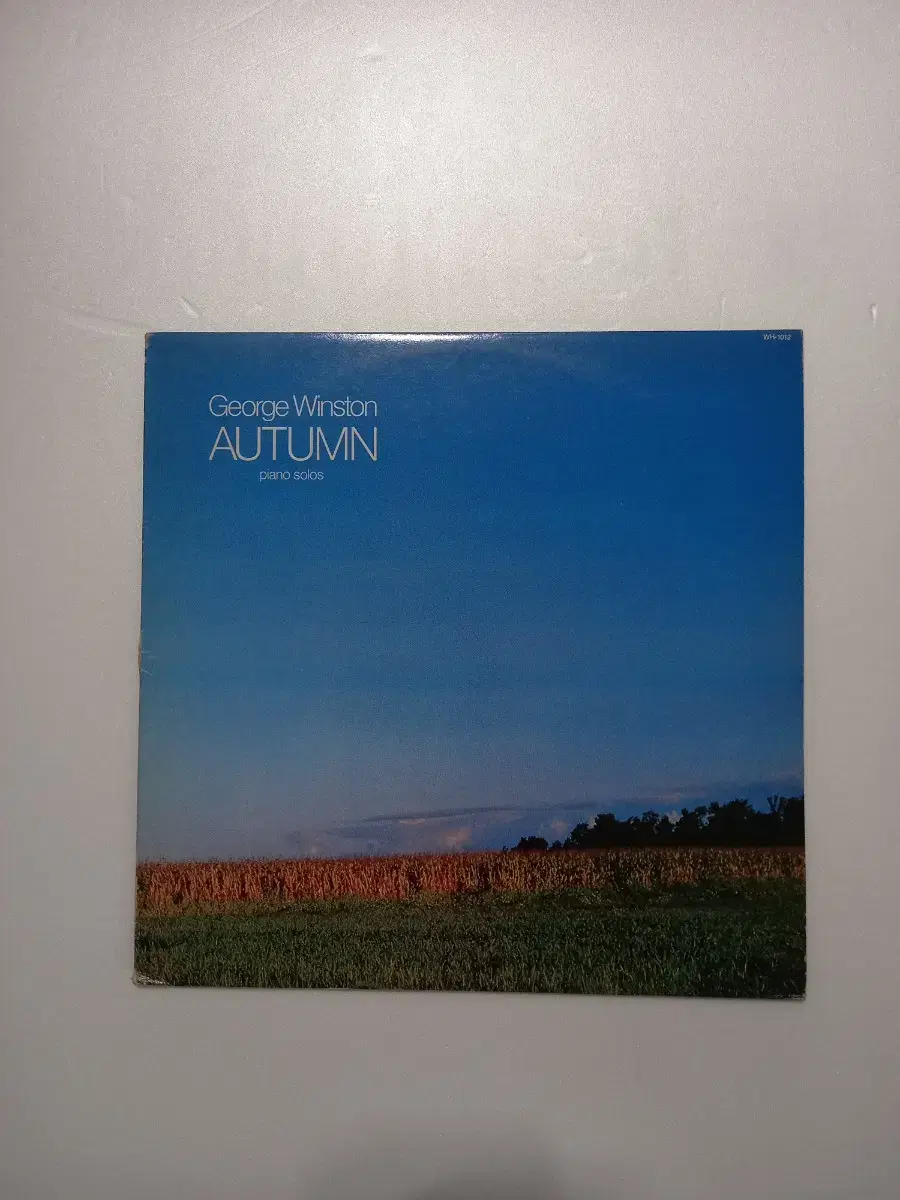 WH-1012
George Winston
AUTUMN
piano solos